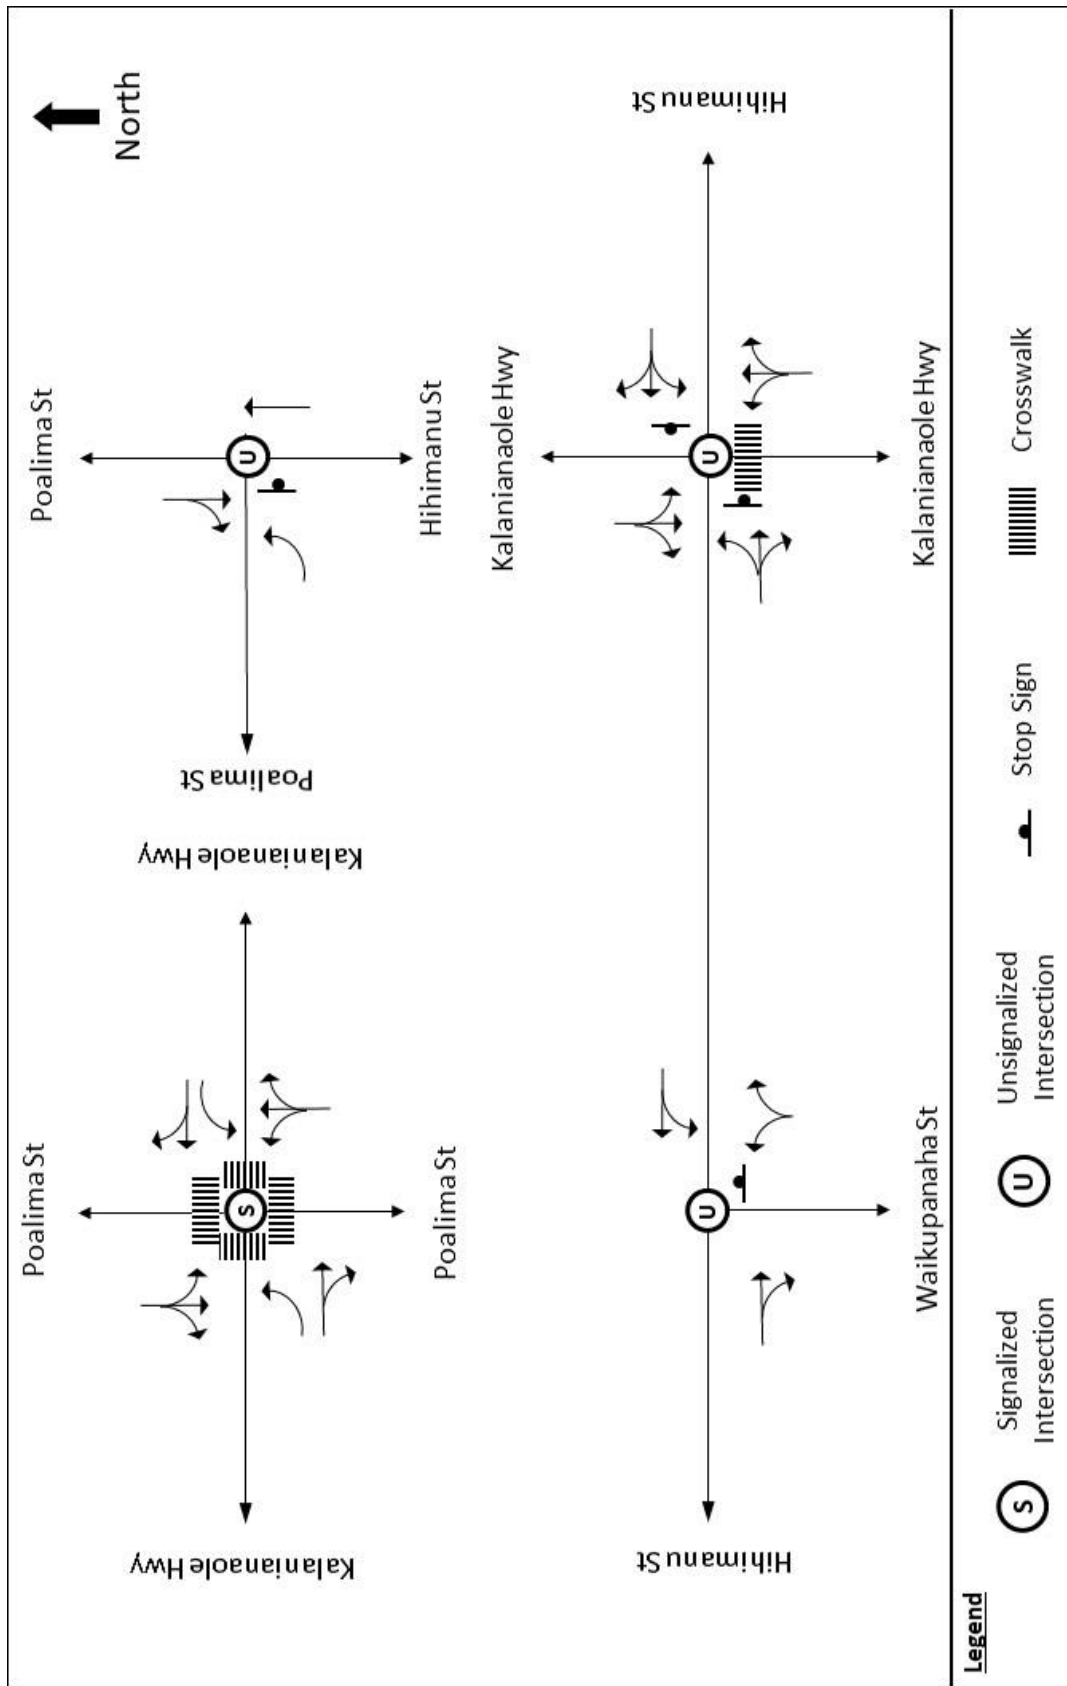 North
Poalima St
Kalanianaole Hwy
S
Kalanianaole Hwy
Poalima St
Poalima St
Poalima St
U
Hihimanu St
Hihimanu St
U
Waikupanaha St
Kalanianaole Hwy
U
Hihimanu St
Kalanianaole Hwy
Legend
S
Signalized
Intersection
U
Unsignalized
Intersection
Stop Sign
Crosswalk